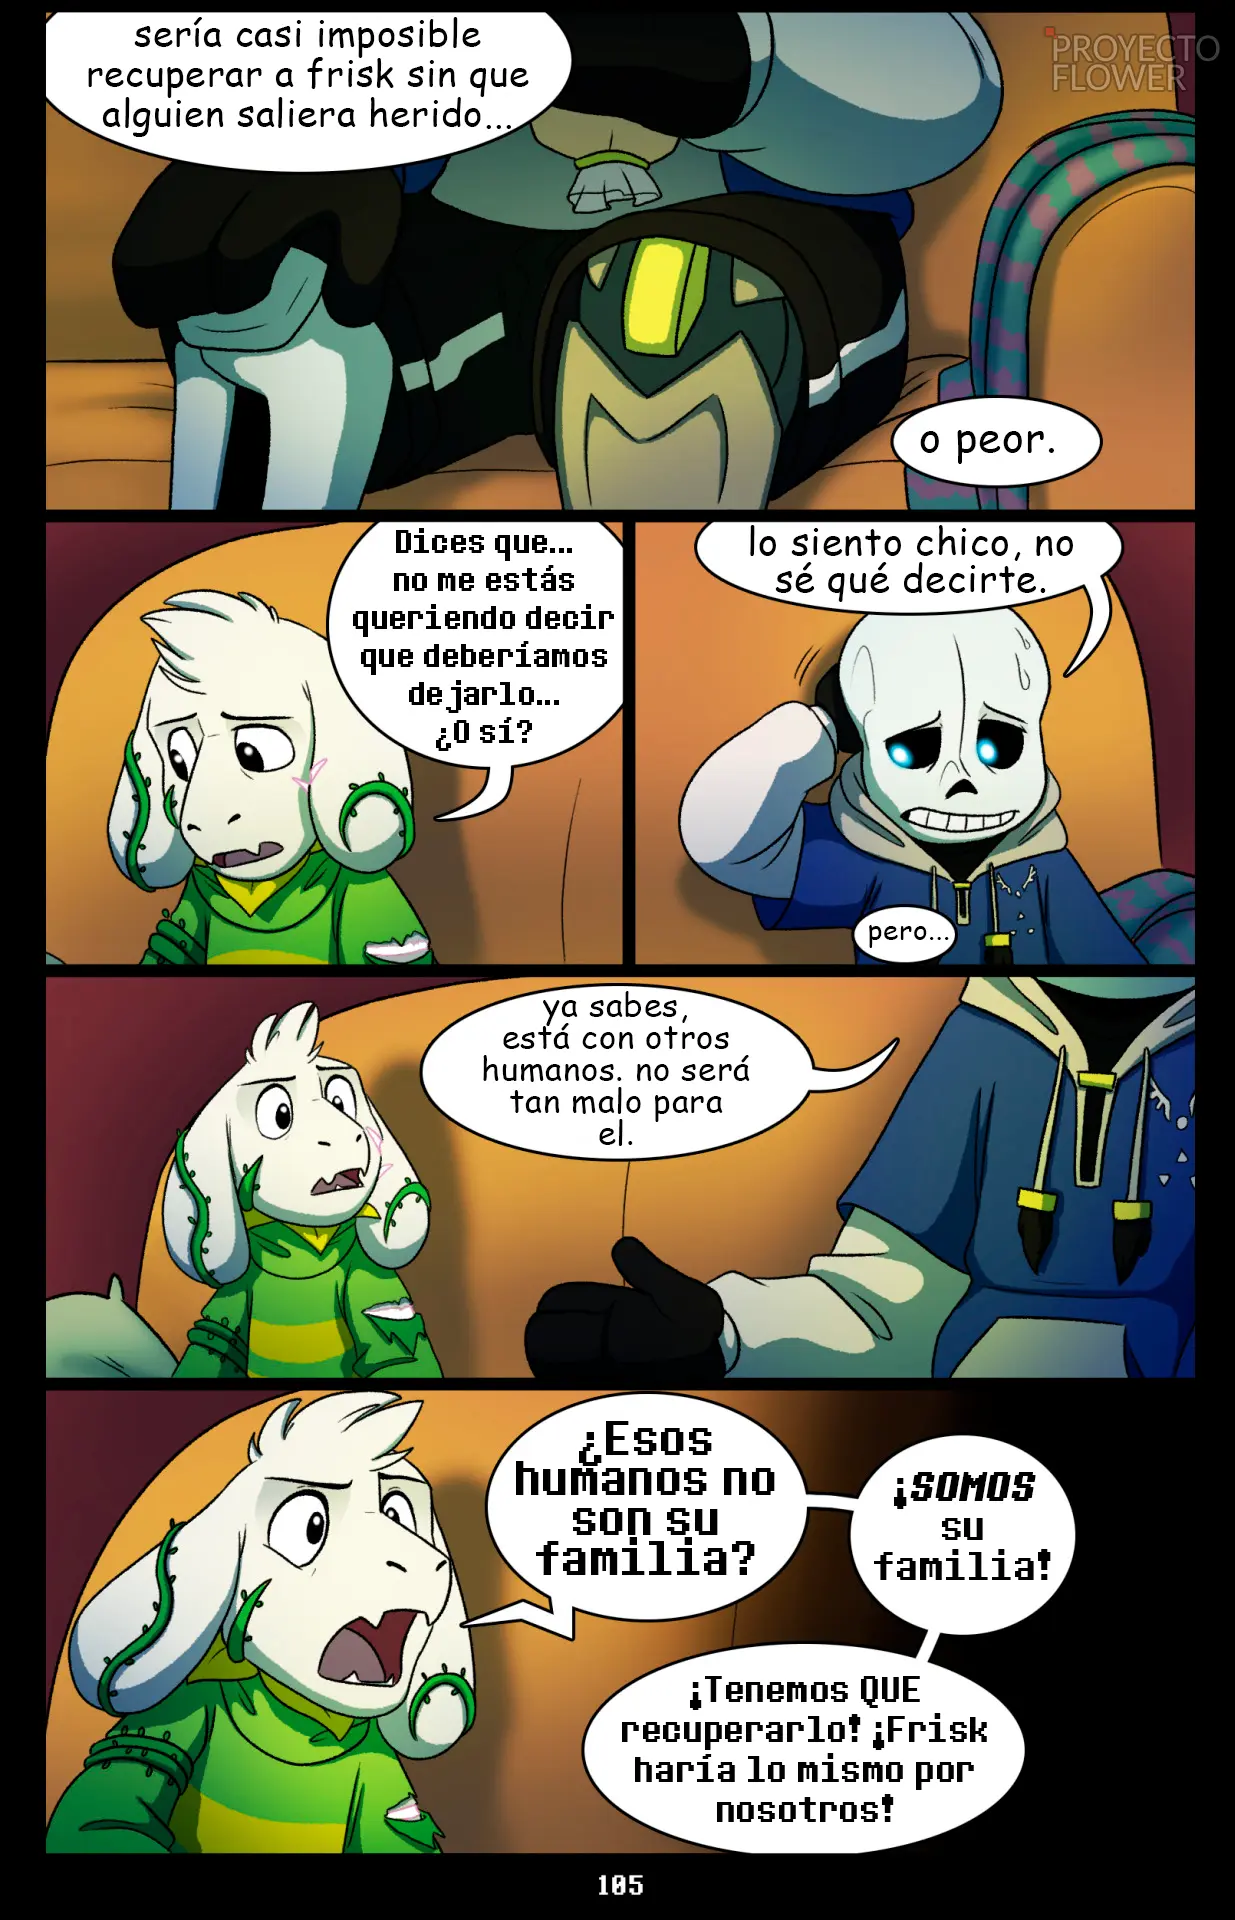 sería casi imposible
recuperar a frisk sin que
alguien saliera herido...
PROYECTO
FLOWER
o peor.
Dices que...
no me estás
queriendo decir
que deberíamos
dejarlo...
¿O sí?
lo siento chico, no
sé qué decirte.
pero...
ya sabes,
está con otros
humanos. no será
tan malo para
el.
¿Esos
humanos no
son su
familia?
¡SOMOS
su
familia!
¡Tenemos QUE
recuperarlo! ¡Frisk
haría lo mismo por
nosotros!
105